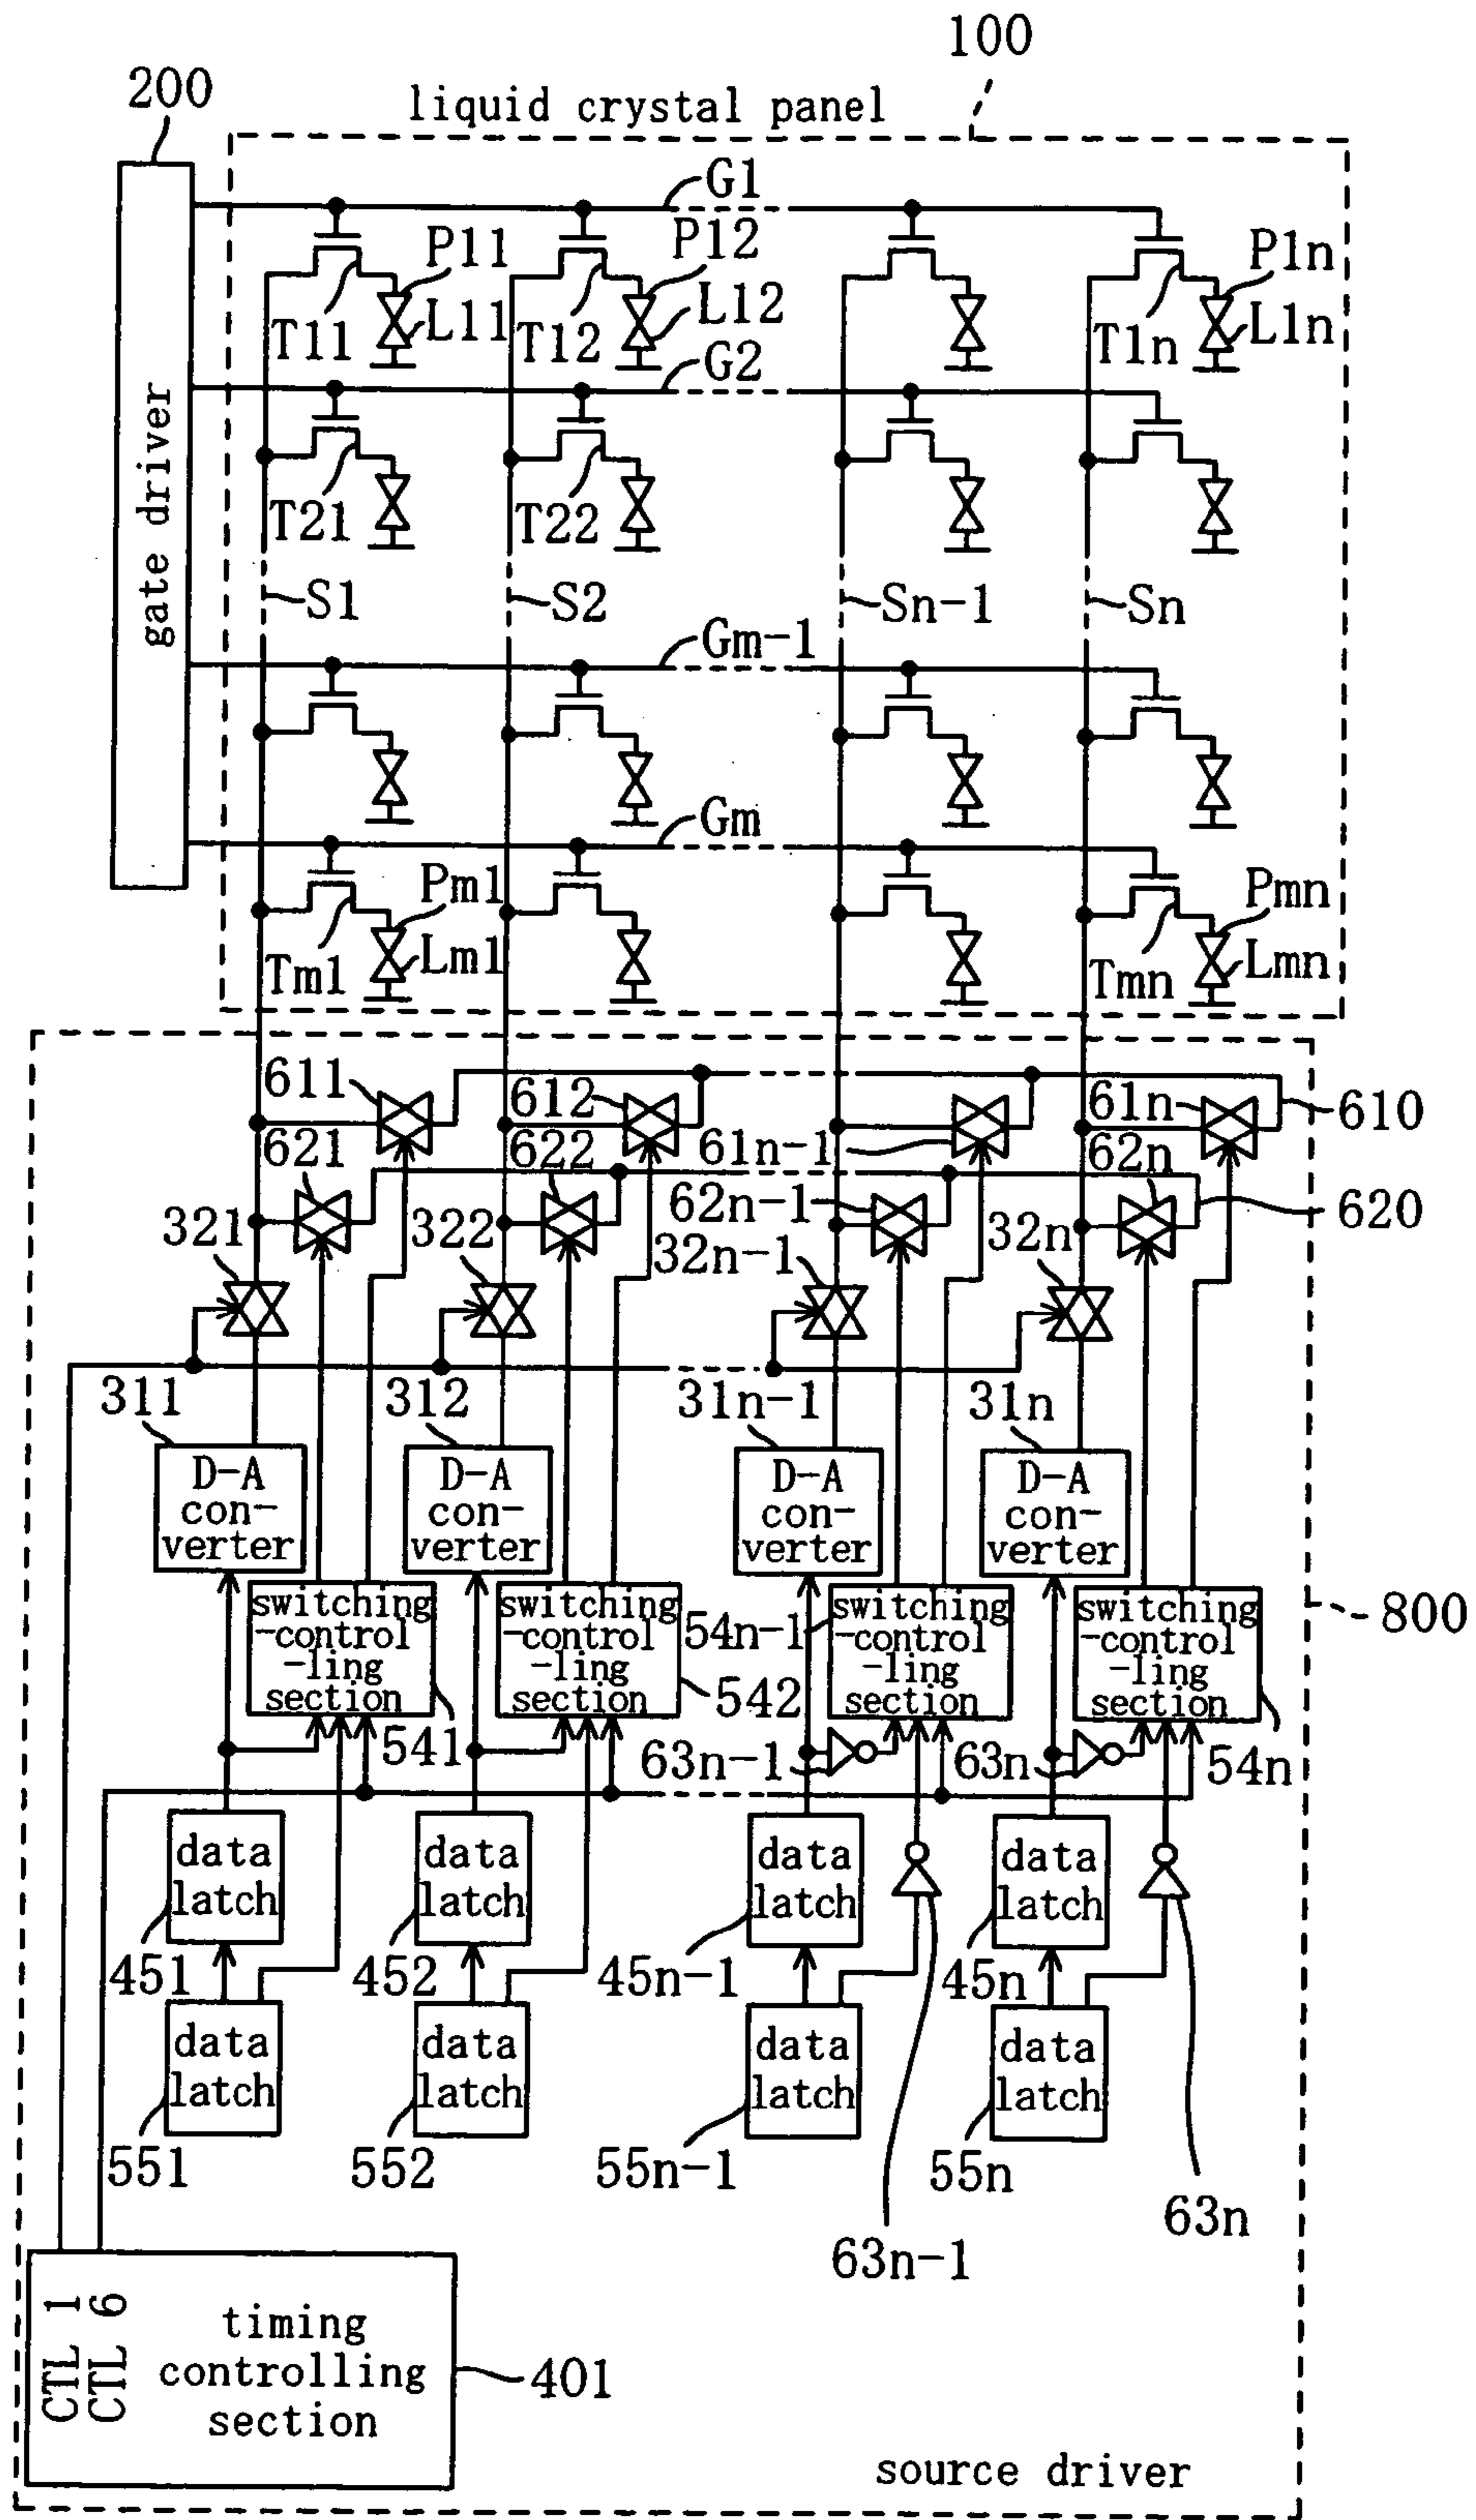 100
200
liquid crystal panel
G1
P11
P12
P1n
L11
L12
L1n
T11
T12
T1n
G2
gate driver
T21
T22
S1
S2
Sn-1
Sn
Gm-1
Gm
Pm1
Pmn
Lm1
Lmn
Tm1
Tmn
611
612
61n-1
61n
610
621
622
62n-1
62n
620
321
322
32n-1
32n
311
312
31n-1
31n
D-A
con-
verter
D-A
con-
verter
D-A
con-
verter
D-A
con-
verter
switching
-control
-ling
section
switching
-control
-ling
section
54n-1
switching
-control
-ling
section
switching
-control
-ling
section
800
541
542
63n-1
63n
54n
data
latch
data
latch
data
latch
data
latch
451
452
45n-1
45n
data
latch
data
latch
data
latch
data
latch
551
552
55n-1
55n
63n-1
63n
CTL 1
CTL 6
timing
controlling
section
401
source driver